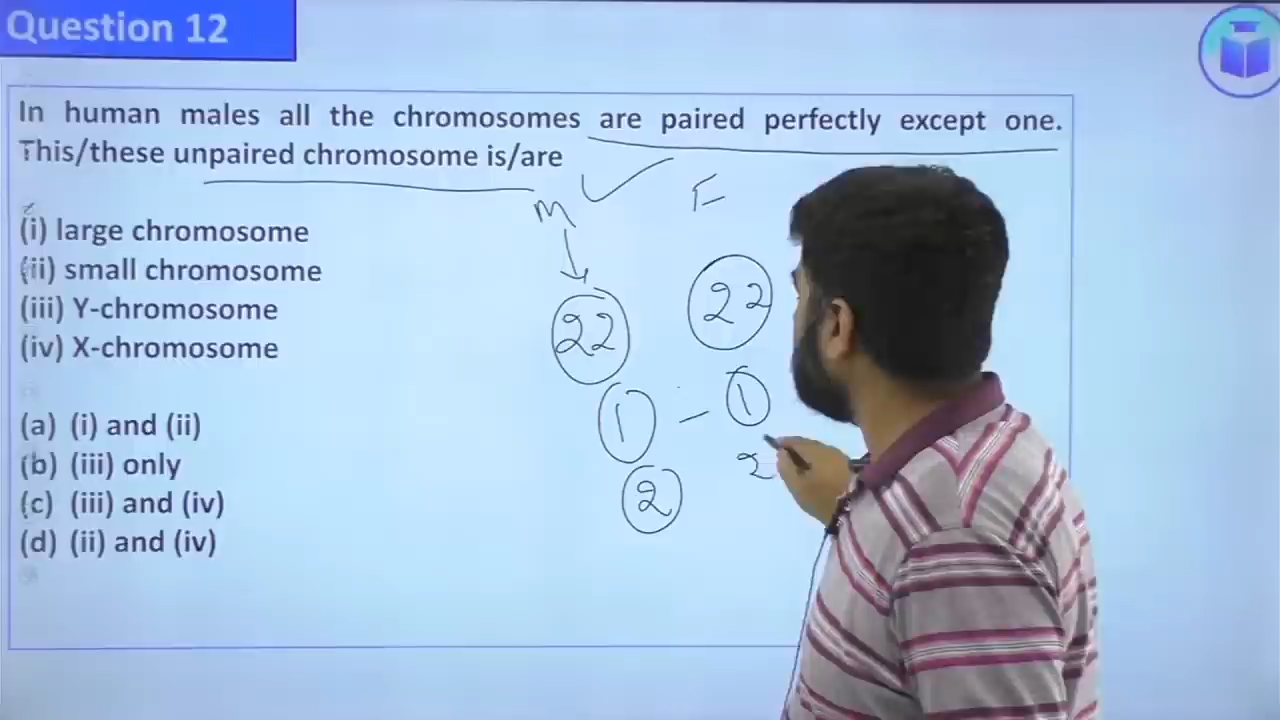 Question 12
In human males all the chromosomes are paired perfectly except one.
This/these unpaired chromosome is/are
M F
(i) large chromosome
(ii) small chromosome
(iii) Y-chromosome
(iv) X-chromosome
22 22
1 – 1
2 2
(a) (i) and (ii)
(b) (iii) only
(c) (iii) and (iv)
(d) (ii) and (iv)